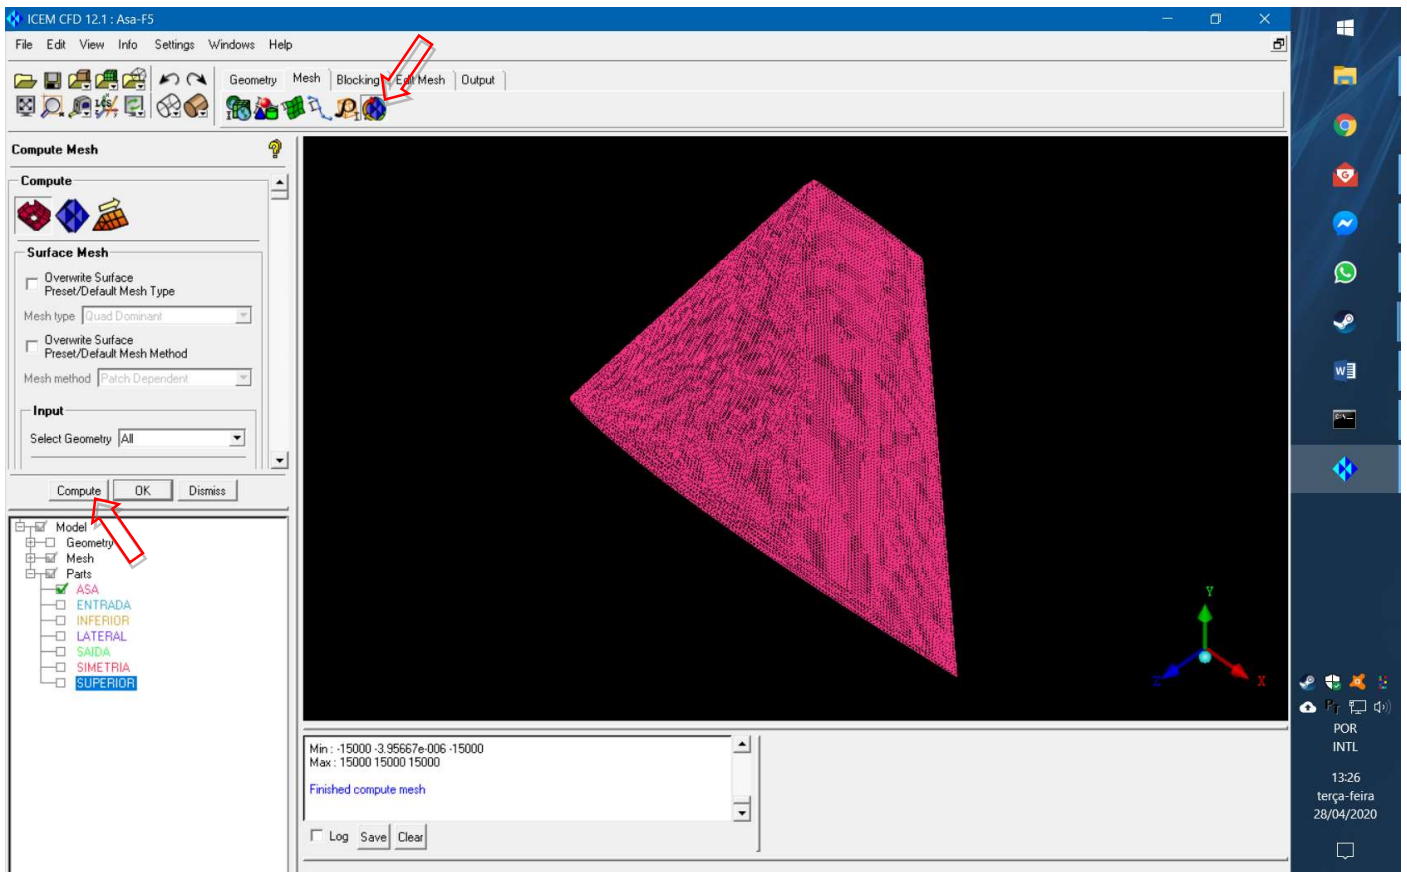 ICEM CFD 12.1 : Asa-F5
File Edit View Info Settings Windows Help
Geometry Mesh Blocking Edit Mesh Output
Compute Mesh
Compute
Surface Mesh
Overwrite Surface
Preset/Default Mesh Type
Mesh type Quad Dominant
Overwrite Surface
Preset/Default Mesh Method
Mesh method Patch Dependent
Input
Select Geometry All
Compute OK Dismiss
Model
Geometry
Mesh
Parts
ASA
ENTRADA
INFERIOR
LATERAL
SAIDA
SIMETRIA
SUPERIOR
Y
Z
X
Min : -15000 -3.95667e-006 -15000
Max : 15000 15000 15000
Finished compute mesh
Log Save Clear
POR
INTL
13:26
terça-feira
28/04/2020